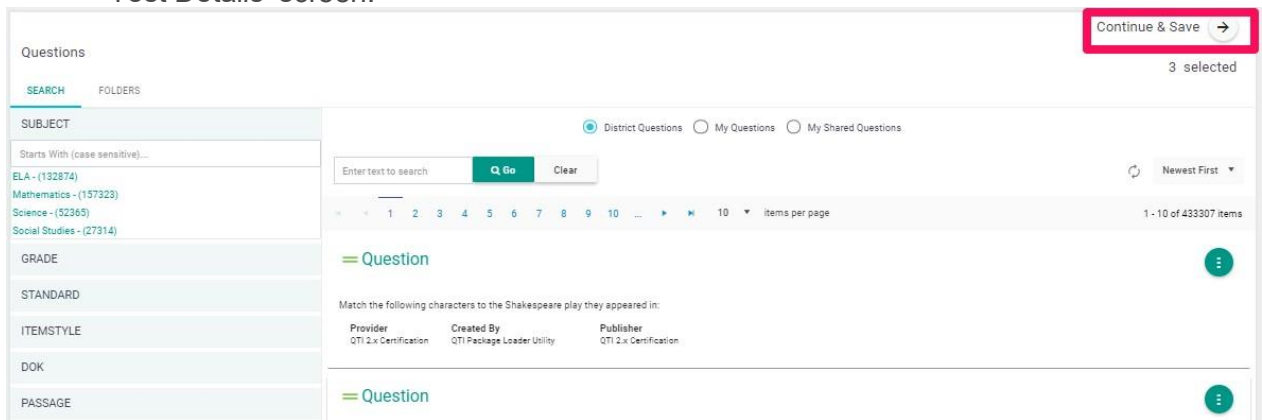 Test Details' screen.
Continue & Save
Questions
3 selected
SEARCH FOLDERS
SUBJECT
District Questions My Questions My Shared Questions
Starts With (case sensitive)...
Enter text to search Go Clear Newest First
ELA - (132874)
Mathematics - (157323)
Science - (52365)
Social Studies - (27314)
1 2 3 4 5 6 7 8 9 10 ... 10 items per page 1 - 10 of 433307 items
GRADE
Question
STANDARD
Match the following characters to the Shakespeare play they appeared in:
ITEMSTYLE
Provider Created By Publisher
QTI 2.x Certification QTI Package Loader Utility QTI 2.x Certification
DOK
PASSAGE
Question